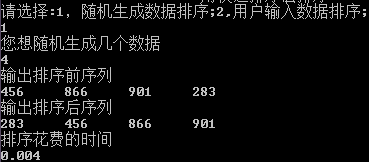 请选择:1, 随机生成数据排序;2.用户输入数据排序;
1
您想随机生成几个数据
4
输出排序前序列
456 866 901 283
输出排序后序列
283 456 866 901
排序花费的时间
0.004